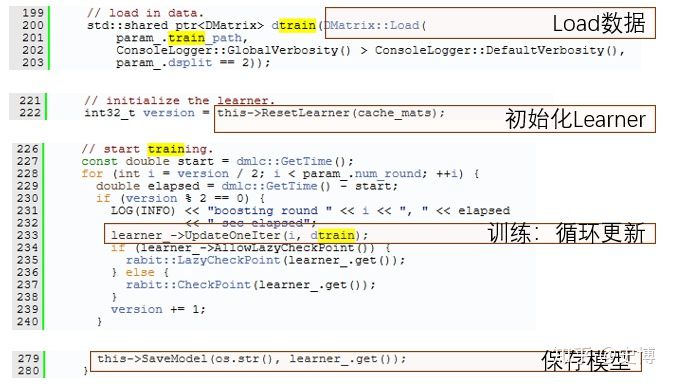 199 // load in data.
200 std::shared_ptr<DMatrix> dtrain(DMatrix::Load( Load数据
201 param_.train_path,
202 ConsoleLogger::GlobalVerbosity() > ConsoleLogger::DefaultVerbosity(),
203 param_.dsplit == 2));
221 // initialize the learner.
222 int32_t version = this->ResetLearner(cache_mats); 初始化Learner
226 // start training.
227 const double start = dmlc::GetTime();
228 for (int i = version / 2; i < param_.num_round; ++i) {
229 double elapsed = dmlc::GetTime() - start;
230 if (version % 2 == 0) {
231 LOG(INFO) << "boosting round " << i << ", " << elapsed
232 << " sec elapsed";
233 learner_->UpdateOneIter(i, dtrain); 训练：循环更新
234 if (learner_->AllowLazyCheckPoint()) {
235 rabit::LazyCheckPoint(learner_.get());
236 } else {
237 rabit::CheckPoint(learner_.get());
238 }
239 version += 1;
240 }
279 this->SaveModel(os.str(), learner_.get()); 保存模型
280 }